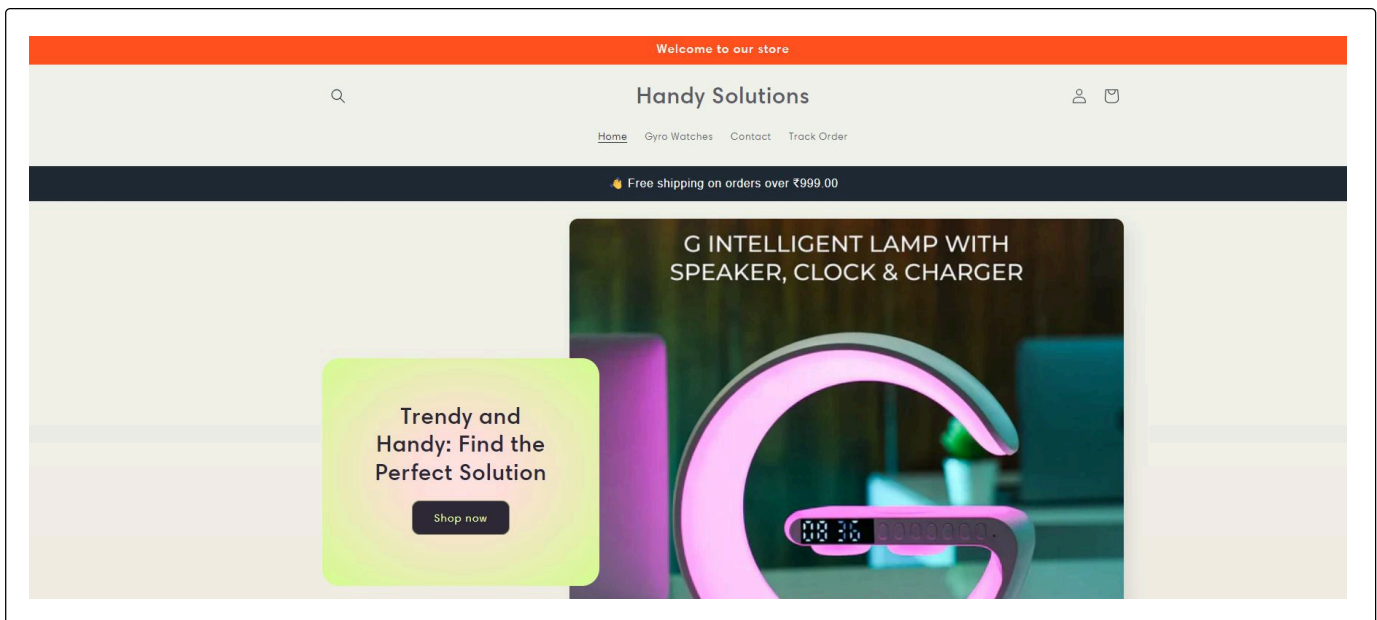 Welcome to our store
Handy Solutions
Home Gyro Watches Contact Track Order
👋 Free shipping on orders over ₹999.00
G INTELLIGENT LAMP WITH
SPEAKER, CLOCK & CHARGER
Trendy and
Handy: Find the
Perfect Solution
Shop now
08 36